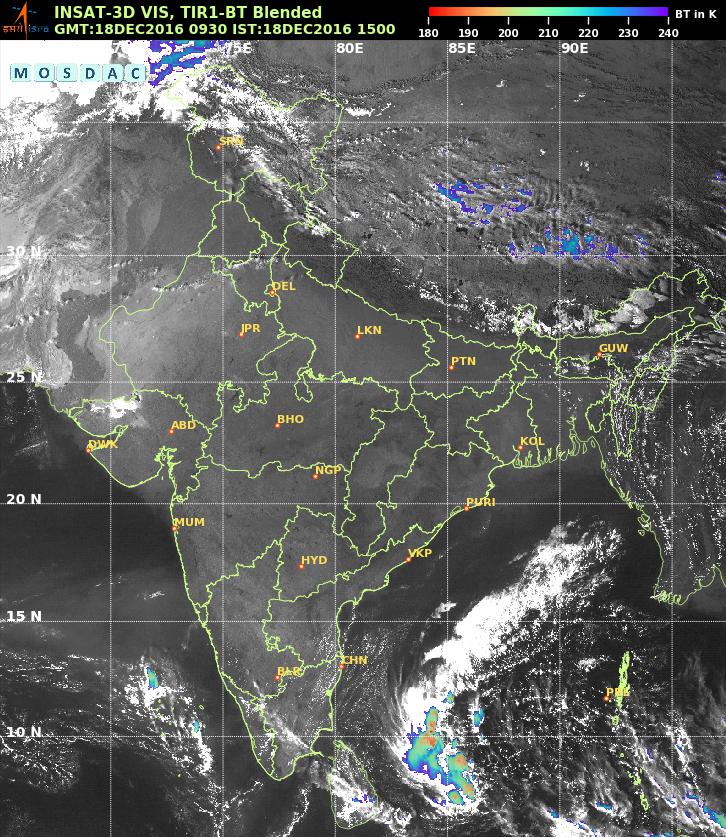 INSAT-3D VIS, TIR1-BT Blended
GMT:18DEC2016 0930 IST:18DEC2016 1500
BT in K
180 190 200 210 220 230 240
75E 80E 85E 90E
MOSDAC
SRN
30 N
DEL
JPR LKN
GUW
PTN
25 N
ABD BHO
DWK KOL
NGP
20 N PURI
MUM
VKP
HYD
15 N
CHN
BLR
PBL
10 N